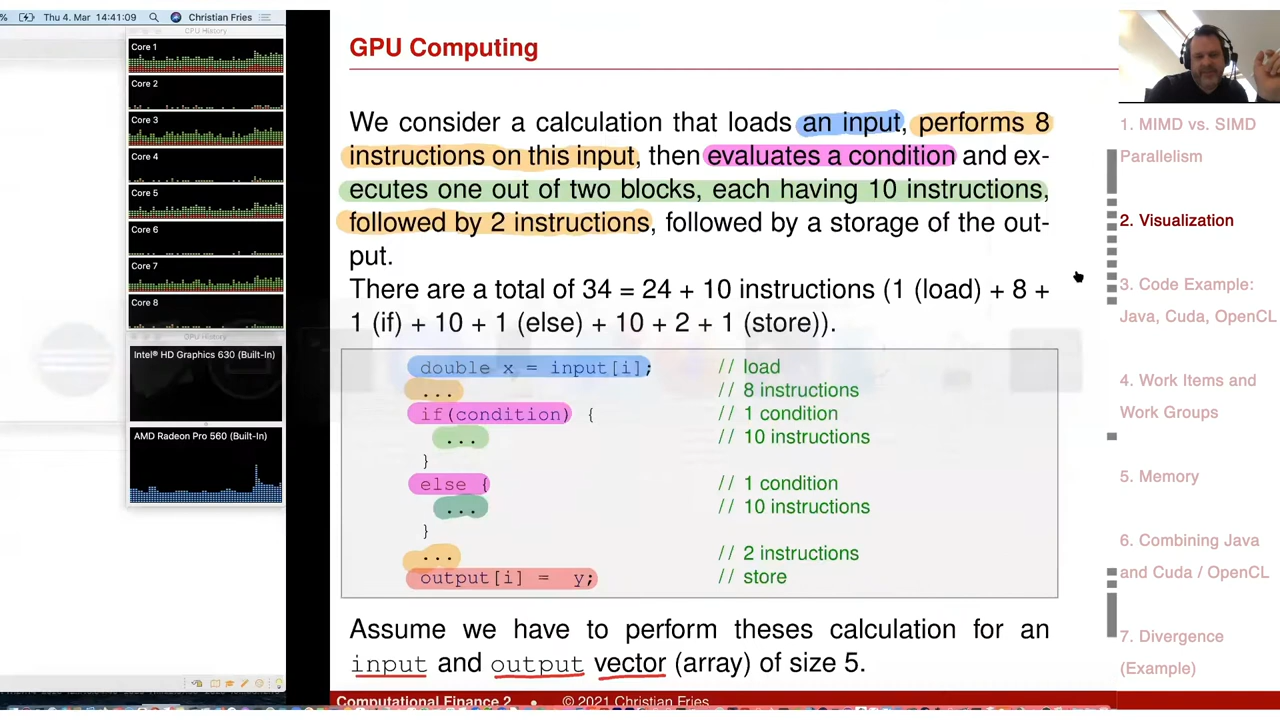 % Thu 4. Mar 14:41:09 Christian Fries
CPU History
Core 1
Core 2
Core 3
Core 4
Core 5
Core 6
Core 7
Core 8
GPU History
Intel® HD Graphics 630 (Built-In)
AMD Radeon Pro 560 (Built-In)
GPU Computing
We consider a calculation that loads an input, performs 8
instructions on this input, then evaluates a condition and ex-
ecutes one out of two blocks, each having 10 instructions,
followed by 2 instructions, followed by a storage of the out-
put.
There are a total of 34 = 24 + 10 instructions (1 (load) + 8 +
1 (if) + 10 + 1 (else) + 10 + 2 + 1 (store)).
double x = input[i]; // load
... // 8 instructions
if(condition) { // 1 condition
... // 10 instructions
}
else { // 1 condition
... // 10 instructions
}
... // 2 instructions
output[i] = y; // store
Assume we have to perform theses calculation for an
input and output vector (array) of size 5.
Computational Finance 2 • © 2021 Christian Fries
1. MIMD vs. SIMD
Parallelism
2. Visualization
3. Code Example:
Java, Cuda, OpenCL
4. Work Items and
Work Groups
5. Memory
6. Combining Java
and Cuda / OpenCL
7. Divergence
(Example)